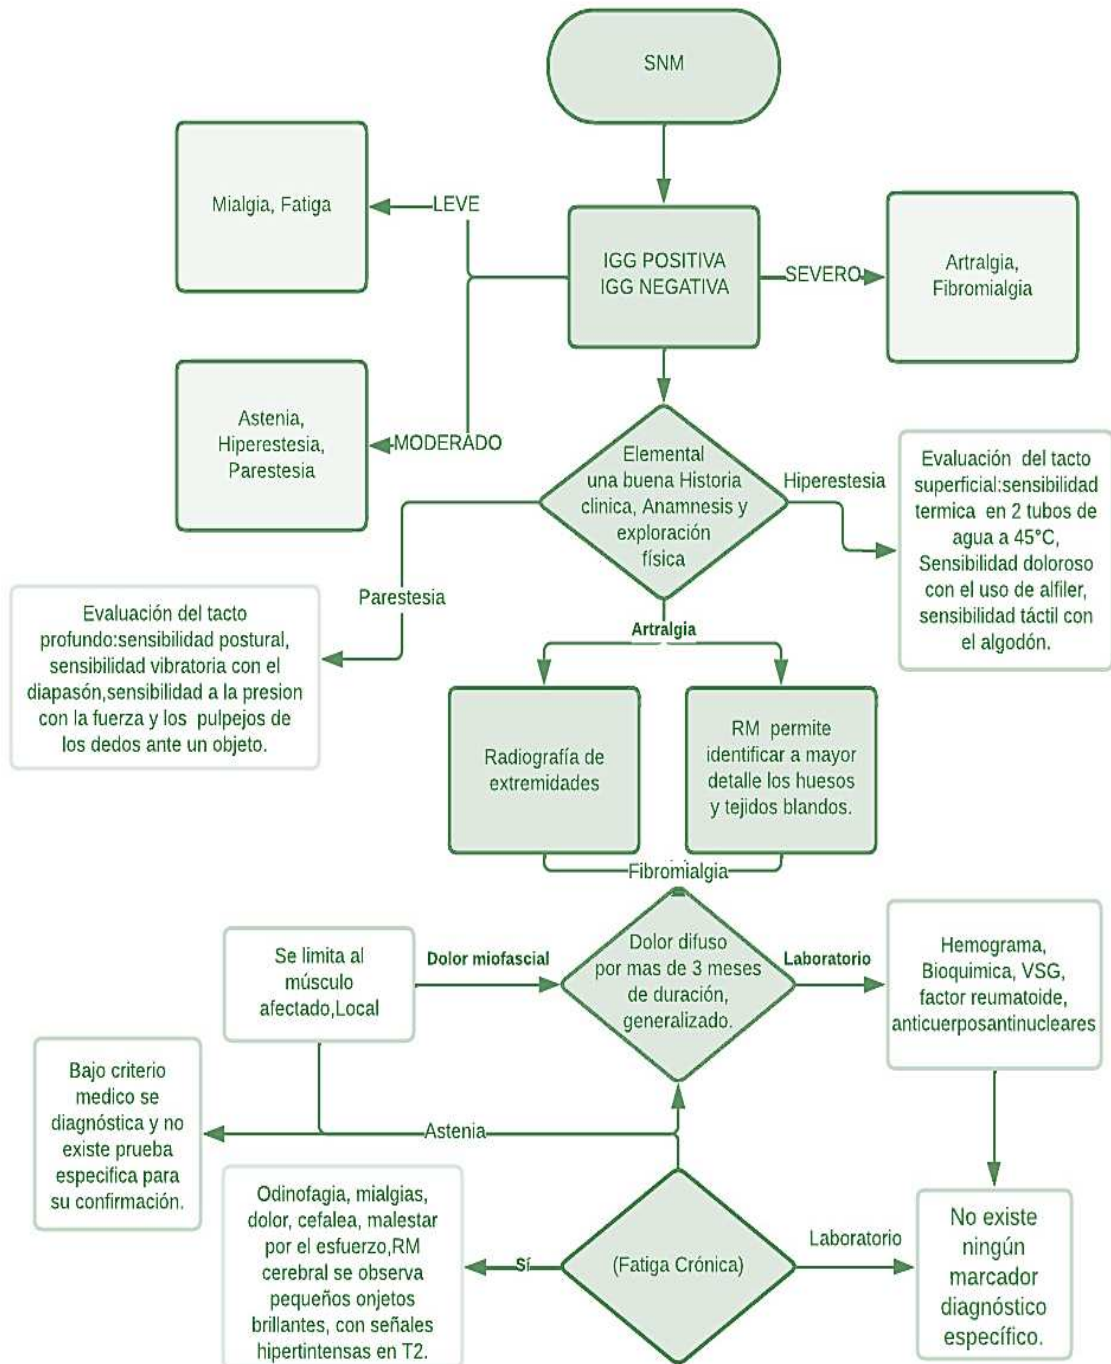 SNM
Mialgia, Fatiga
LEVE
IGG POSITIVA
IGG NEGATIVA
SEVERO
Artralgia,
Fibromialgia
Astenia,
Hiperestesia,
Parestesia
MODERADO
Elemental
una buena Historia
clinica, Anamnesis y
exploración
física
Hiperestesia
Evaluación del tacto
superficial:sensibilidad
termica en 2 tubos de
agua a 45°C,
Sensibilidad doloroso
con el uso de alfiler,
sensibilidad táctil con
el algodón.
Parestesia
Evaluación del tacto
profundo:sensibilidad postural,
sensibilidad vibratoria con el
diapasón,sensibilidad a la presion
con la fuerza y los pulpejos de
los dedos ante un objeto.
Artralgia
Radiografía de
extremidades
RM permite
identificar a mayor
detalle los huesos
y tejidos blandos.
Fibromialgia
Se limita al
músculo
afectado,Local
Dolor miofascial
Dolor difuso
por mas de 3 meses
de duración,
generalizado.
Laboratorio
Hemograma,
Bioquimica, VSG,
factor reumatoide,
anticuerposantinucleares
Bajo criterio
medico se
diagnóstica y no
existe prueba
especifica para
su confirmación.
Astenia
Odinofagia, mialgias,
dolor, cefalea, malestar
por el esfuerzo,RM
cerebral se observa
pequeños onjetos
brillantes, con señales
hipertintensas en T2.
Sí
(Fatiga Crónica)
Laboratorio
No existe
ningún
marcador
diagnóstico
específico.